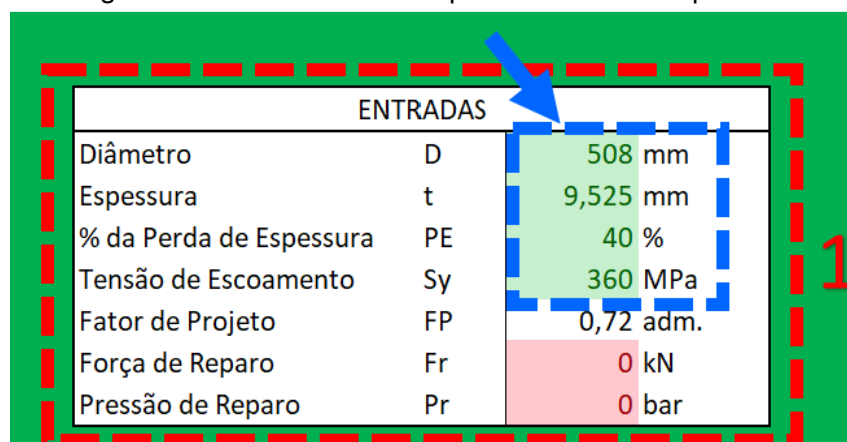 ENTRADAS
Diâmetro D 508 mm
Espessura t 9,525 mm
% da Perda de Espessura PE 40 %
Tensão de Escoamento Sy 360 MPa
Fator de Projeto FP 0,72 adm.
Força de Reparo Fr 0 kN
Pressão de Reparo Pr 0 bar
1